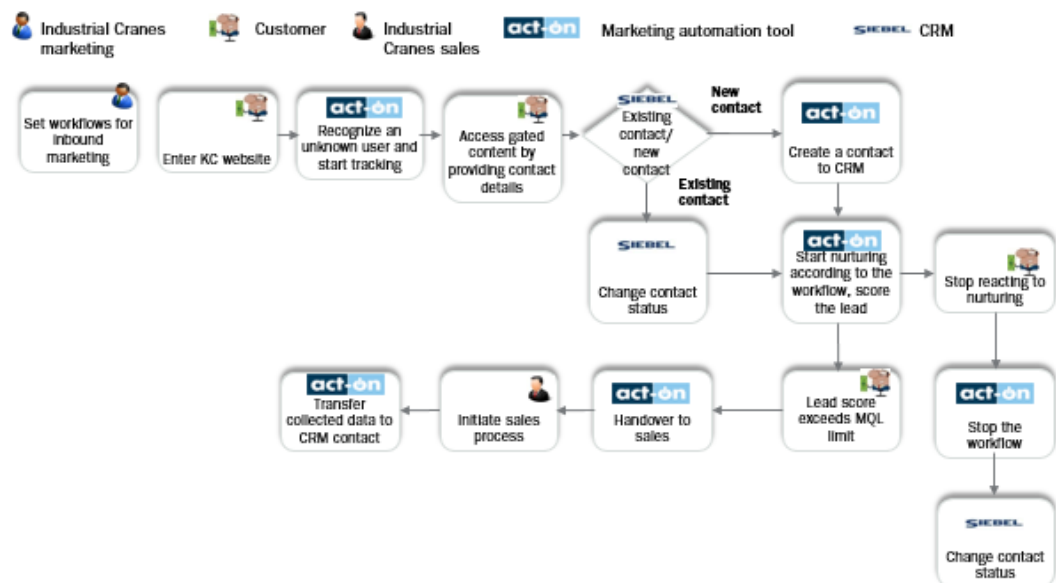 Industrial Cranes
marketing
Customer
Industrial
Cranes sales
act-on
Marketing automation tool
SIEBEL
CRM
Set workflows for
inbound
marketing
Enter KC website
act-on
Recognize an
unknown user and
start tracking
Access gated
content by
providing contact
details
SIEBEL
Existing
contact/
new
contact
New
contact
act-on
Create a contact
to CRM
Existing
contact
SIEBEL
Change contact
status
act-on
Start nurturing
according to the
workflow, score
the lead
Stop reacting to
nurturing
act-on
Transfer
collected data to
CRM contact
Initiate sales
process
act-on
Handover to
sales
Lead score
exceeds MQL
limit
act-on
Stop the
workflow
SIEBEL
Change contact
status